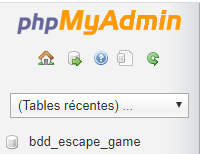 phpMyAdmin
(Tables récentes) ...
bdd_escape_game